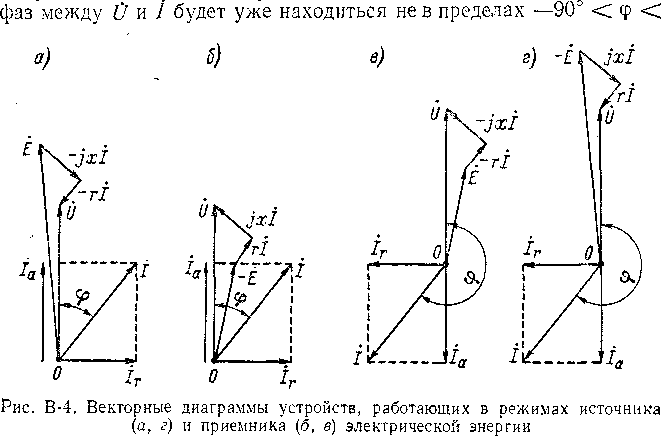 фаз между U̇ и İ будет уже находиться не в пределах —90° < φ <
а) б) в) г)
Ė -jxİ -rİ U̇ İa İ φ 0 İr
U̇ jxİ rİ -Ė İa İ φ 0 İr
U̇ -jxİ -rİ Ė İr 0 φ İ İa
-Ė jxİ rİ U̇ İr 0 φ İ İa
Рис. В-4. Векторные диаграммы устройств, работающих в режимах источника
(а, г) и приемника (б, в) электрической энергии